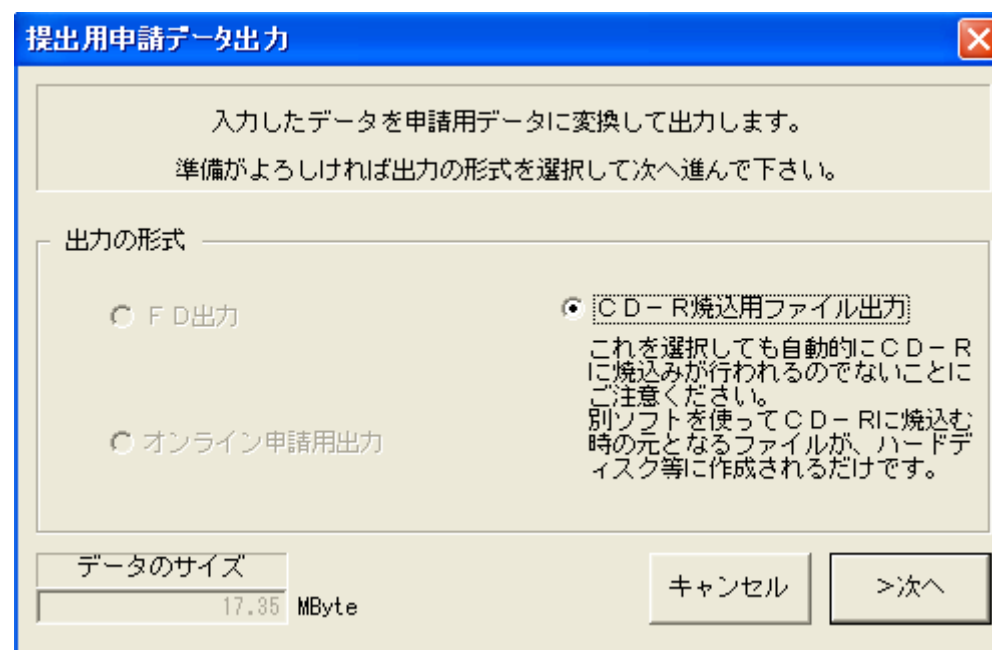 提出用申請データ出力
入力したデータを申請用データに変換して出力します。
準備がよろしければ出力の形式を選択して次へ進んで下さい。
出力の形式
ＦＤ出力
ＣＤ－Ｒ焼込用ファイル出力
これを選択しても自動的にＣＤ－Ｒ
に焼込みが行われるのでないことに
ご注意ください。
別ソフトを使ってＣＤ－Ｒに焼込む
時の元となるファイルが、ハードデ
ィスク等に作成されるだけです。
オンライン申請用出力
データのサイズ
17.35 MByte
キャンセル
>次へ